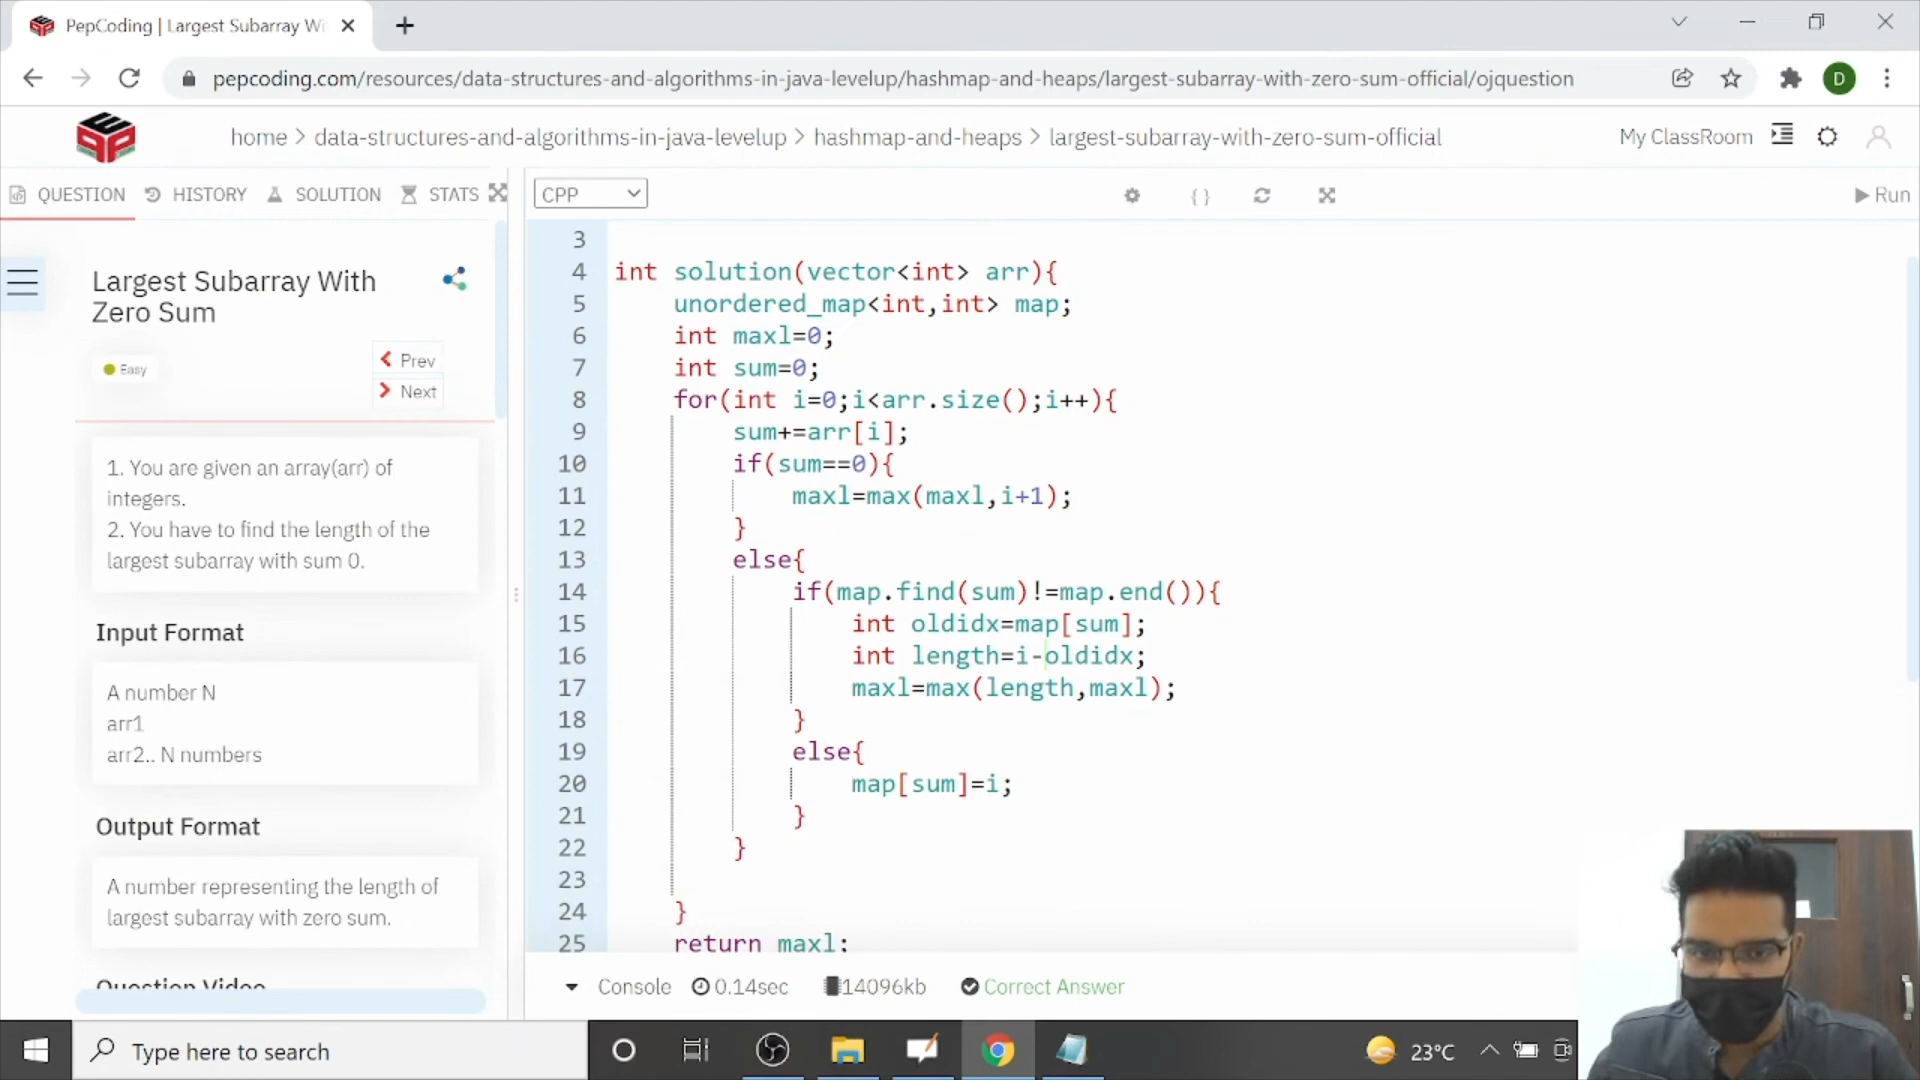 PepCoding | Largest Subarray Wi
pepcoding.com/resources/data-structures-and-algorithms-in-java-levelup/hashmap-and-heaps/largest-subarray-with-zero-sum-official/ojquestion
D
PEP
home > data-structures-and-algorithms-in-java-levelup > hashmap-and-heaps > largest-subarray-with-zero-sum-official
My ClassRoom
QUESTION HISTORY SOLUTION STATS
CPP
{ }
Run
Largest Subarray With
Zero Sum
Easy
Prev
Next
1. You are given an array(arr) of
integers.
2. You have to find the length of the
largest subarray with sum 0.
Input Format
A number N
arr1
arr2.. N numbers
Output Format
A number representing the length of
largest subarray with zero sum.
Question Video
3
4 int solution(vector<int> arr){
5 unordered_map<int,int> map;
6 int maxl=0;
7 int sum=0;
8 for(int i=0;i<arr.size();i++){
9 sum+=arr[i];
10 if(sum==0){
11 maxl=max(maxl,i+1);
12 }
13 else{
14 if(map.find(sum)!=map.end()){
15 int oldidx=map[sum];
16 int length=i-oldidx;
17 maxl=max(length,maxl);
18 }
19 else{
20 map[sum]=i;
21 }
22 }
23
24 }
25 return maxl;
Console 0.14sec 14096kb Correct Answer
Type here to search
23°C